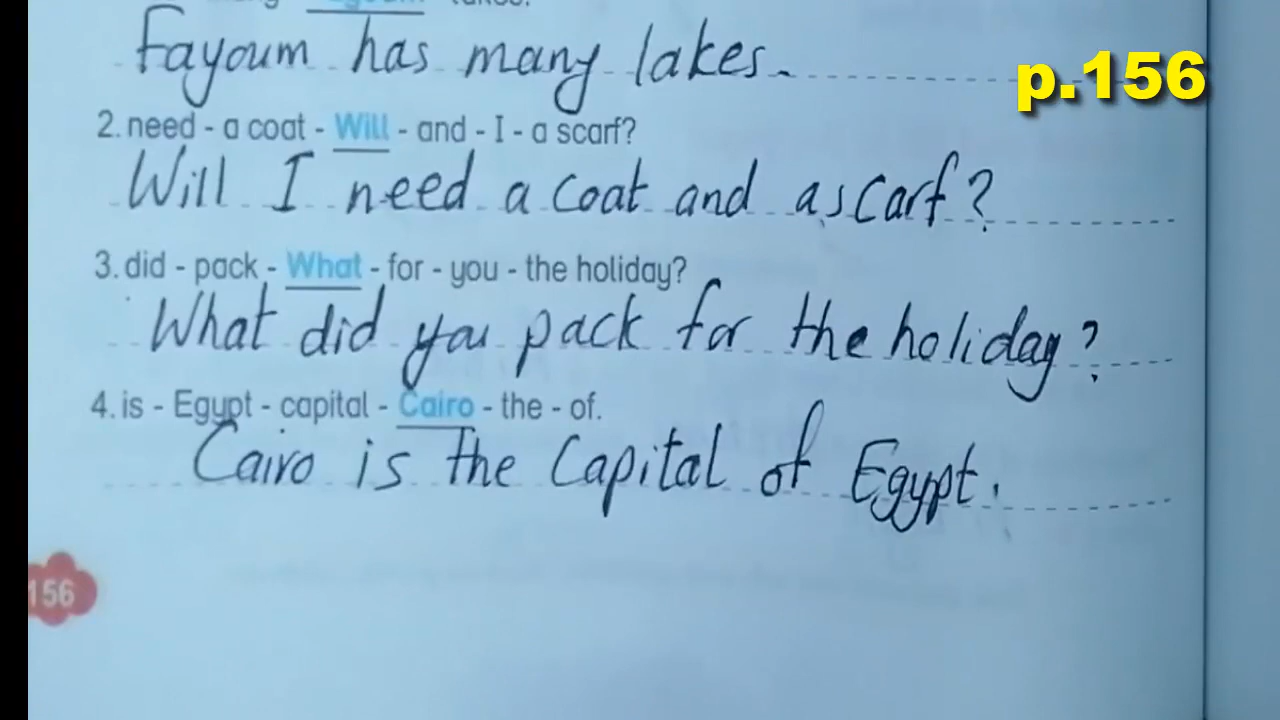 Fayoum has many lakes.
p.156
2. need - a coat - Will - and - I - a scarf?
Will I need a coat and a scarf?
3. did - pack - What - for - you - the holiday?
What did you pack for the holiday?
4. is - Egypt - capital - Cairo - the - of.
Cairo is the Capital of Egypt.
156